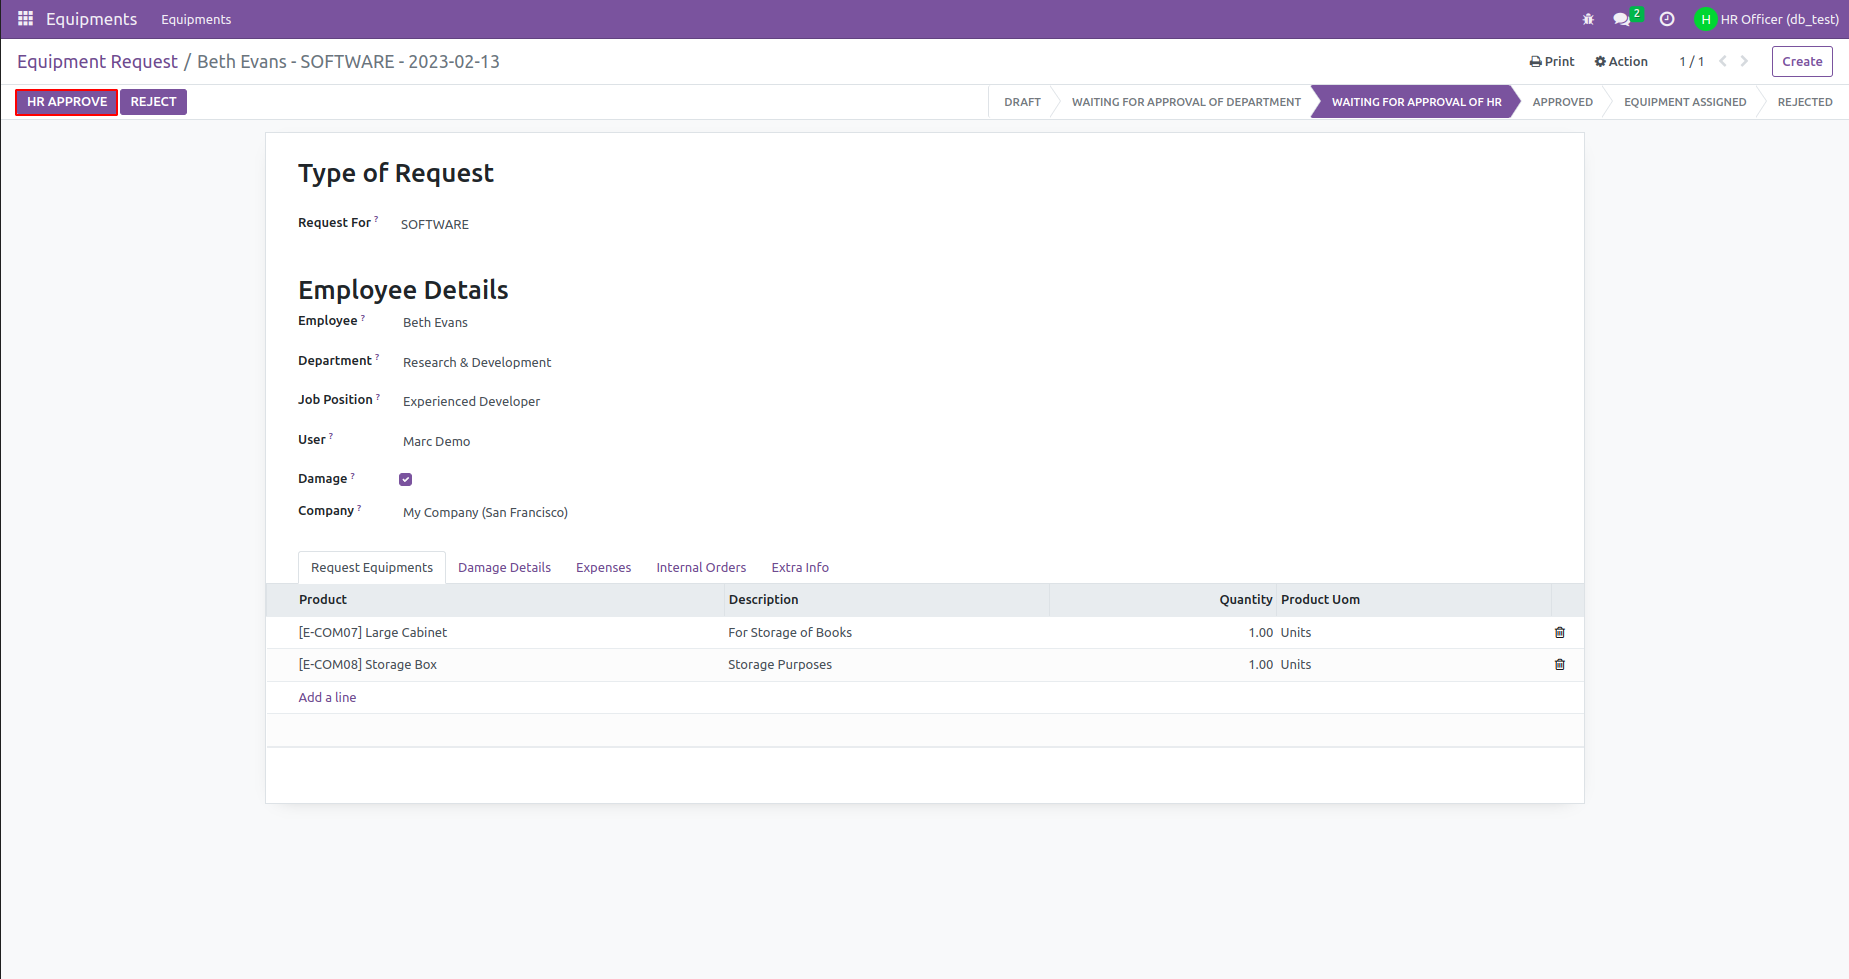 Equipments Equipments 2 H HR Officer (db_test)
Equipment Request / Beth Evans - SOFTWARE - 2023-02-13 Print Action 1 / 1 Create
HR APPROVE REJECT DRAFT WAITING FOR APPROVAL OF DEPARTMENT WAITING FOR APPROVAL OF HR APPROVED EQUIPMENT ASSIGNED REJECTED
Type of Request
Request For ? SOFTWARE
Employee Details
Employee ? Beth Evans
Department ? Research & Development
Job Position ? Experienced Developer
User ? Marc Demo
Damage ?
Company ? My Company (San Francisco)
Request Equipments Damage Details Expenses Internal Orders Extra Info
Product Description Quantity Product Uom
[E-COM07] Large Cabinet For Storage of Books 1.00 Units
[E-COM08] Storage Box Storage Purposes 1.00 Units
Add a line